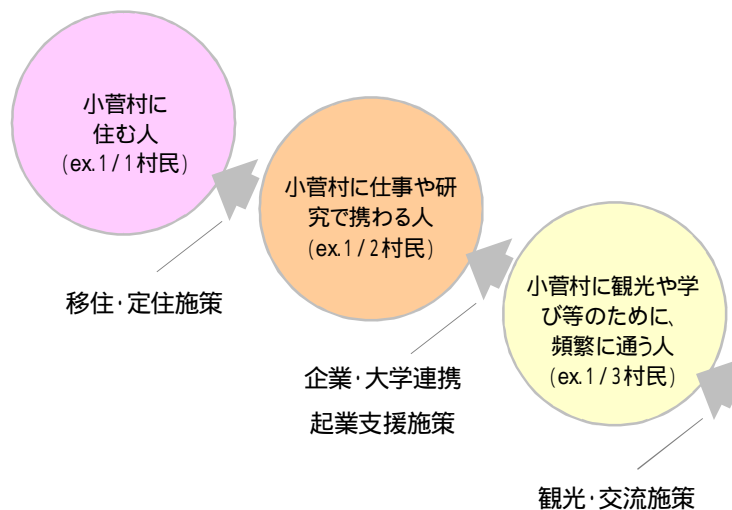 小菅村に
住む人
(ex.1/1村民)
小菅村に仕事や研
究で携わる人
(ex.1/2村民)
小菅村に観光や学
び等のために、
頻繁に通う人
(ex.1/3村民)
移住･定住施策
企業･大学連携
起業支援施策
観光･交流施策